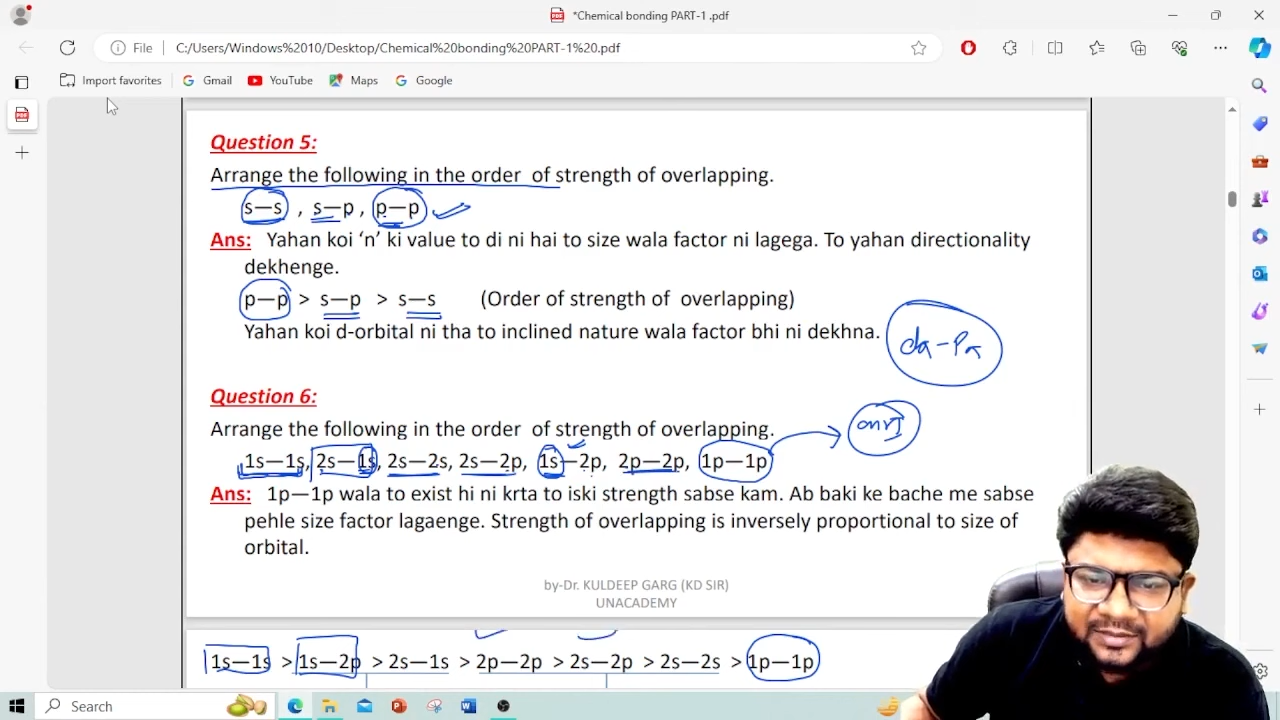 *Chemical bonding PART-1 .pdf
File
C:/Users/Windows%2010/Desktop/Chemical%20bonding%20PART-1%20.pdf
Import favorites
Gmail
YouTube
Maps
Google
Question 5:
Arrange the following in the order of strength of overlapping.
s—s , s—p , p—p
Ans: Yahan koi ‘n’ ki value to di ni hai to size wala factor ni lagega. To yahan directionality
dekhenge.
p—p > s—p > s—s (Order of strength of overlapping)
Yahan koi d-orbital ni tha to inclined nature wala factor bhi ni dekhna.
dπ-Pπ
Question 6:
Arrange the following in the order of strength of overlapping.
1s—1s, 2s—1s, 2s—2s, 2s—2p, 1s—2p, 2p—2p, 1p—1p
Ans: 1p—1p wala to exist hi ni krta to iski strength sabse kam. Ab baki ke bache me sabse
pehle size factor lagaenge. Strength of overlapping is inversely proportional to size of
orbital.
by-Dr. KULDEEP GARG (KD SIR)
UNACADEMY
1s—1s > 1s—2p > 2s—1s > 2p—2p > 2s—2p > 2s—2s > 1p—1p
Search